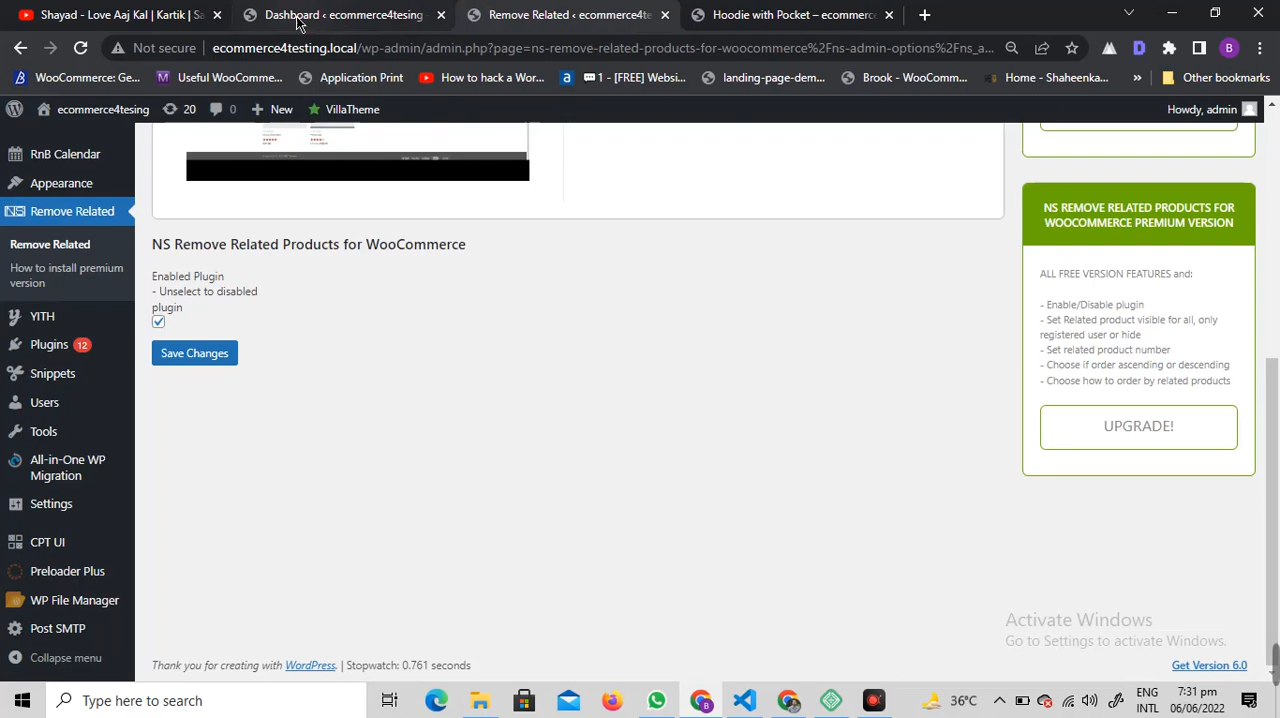 Shayad - Love Aaj
Dashboard ‹ ecommerce4testing
Remove Related ‹ ecommerce4te
Hoodie with Pocket – ecommerc
Not secure
ecommerce4testing.local/wp-admin/admin.php?page=ns-remove-related-products-for-woocommerce%2Fns-admin-options%2Fns_a...
B
WooCommerce: Ge...
Useful WooComme...
Application Print
How to hack a Wor...
1 - [FREE] Websi...
landing-page-dem...
Brook – WooComm...
Home - Shaheenka...
»
Other bookmarks
ecommerce4testing
20
0
New
VillaTheme
Howdy, admin
RnB Calendar
Appearance
Remove Related
Remove Related
How to install premium
version
YITH
Plugins 12
Snippets
Users
Tools
All-in-One WP
Migration
Settings
CPT UI
Preloader Plus
WP File Manager
Post SMTP
Collapse menu
NS Remove Related Products for WooCommerce
Enabled Plugin
- Unselect to disabled
plugin
Save Changes
NS REMOVE RELATED PRODUCTS FOR
WOOCOMMERCE PREMIUM VERSION
ALL FREE VERSION FEATURES and:
- Enable/Disable plugin
- Set Related product visible for all, only
registered user or hide
- Set related product number
- Choose if order ascending or descending
- Choose how to order by related products
UPGRADE!
Activate Windows
Go to Settings to activate Windows.
Thank you for creating with WordPress. | Stopwatch: 0.761 seconds
Get Version 6.0
Type here to search
36°C
ENG
INTL
7:31 pm
06/06/2022